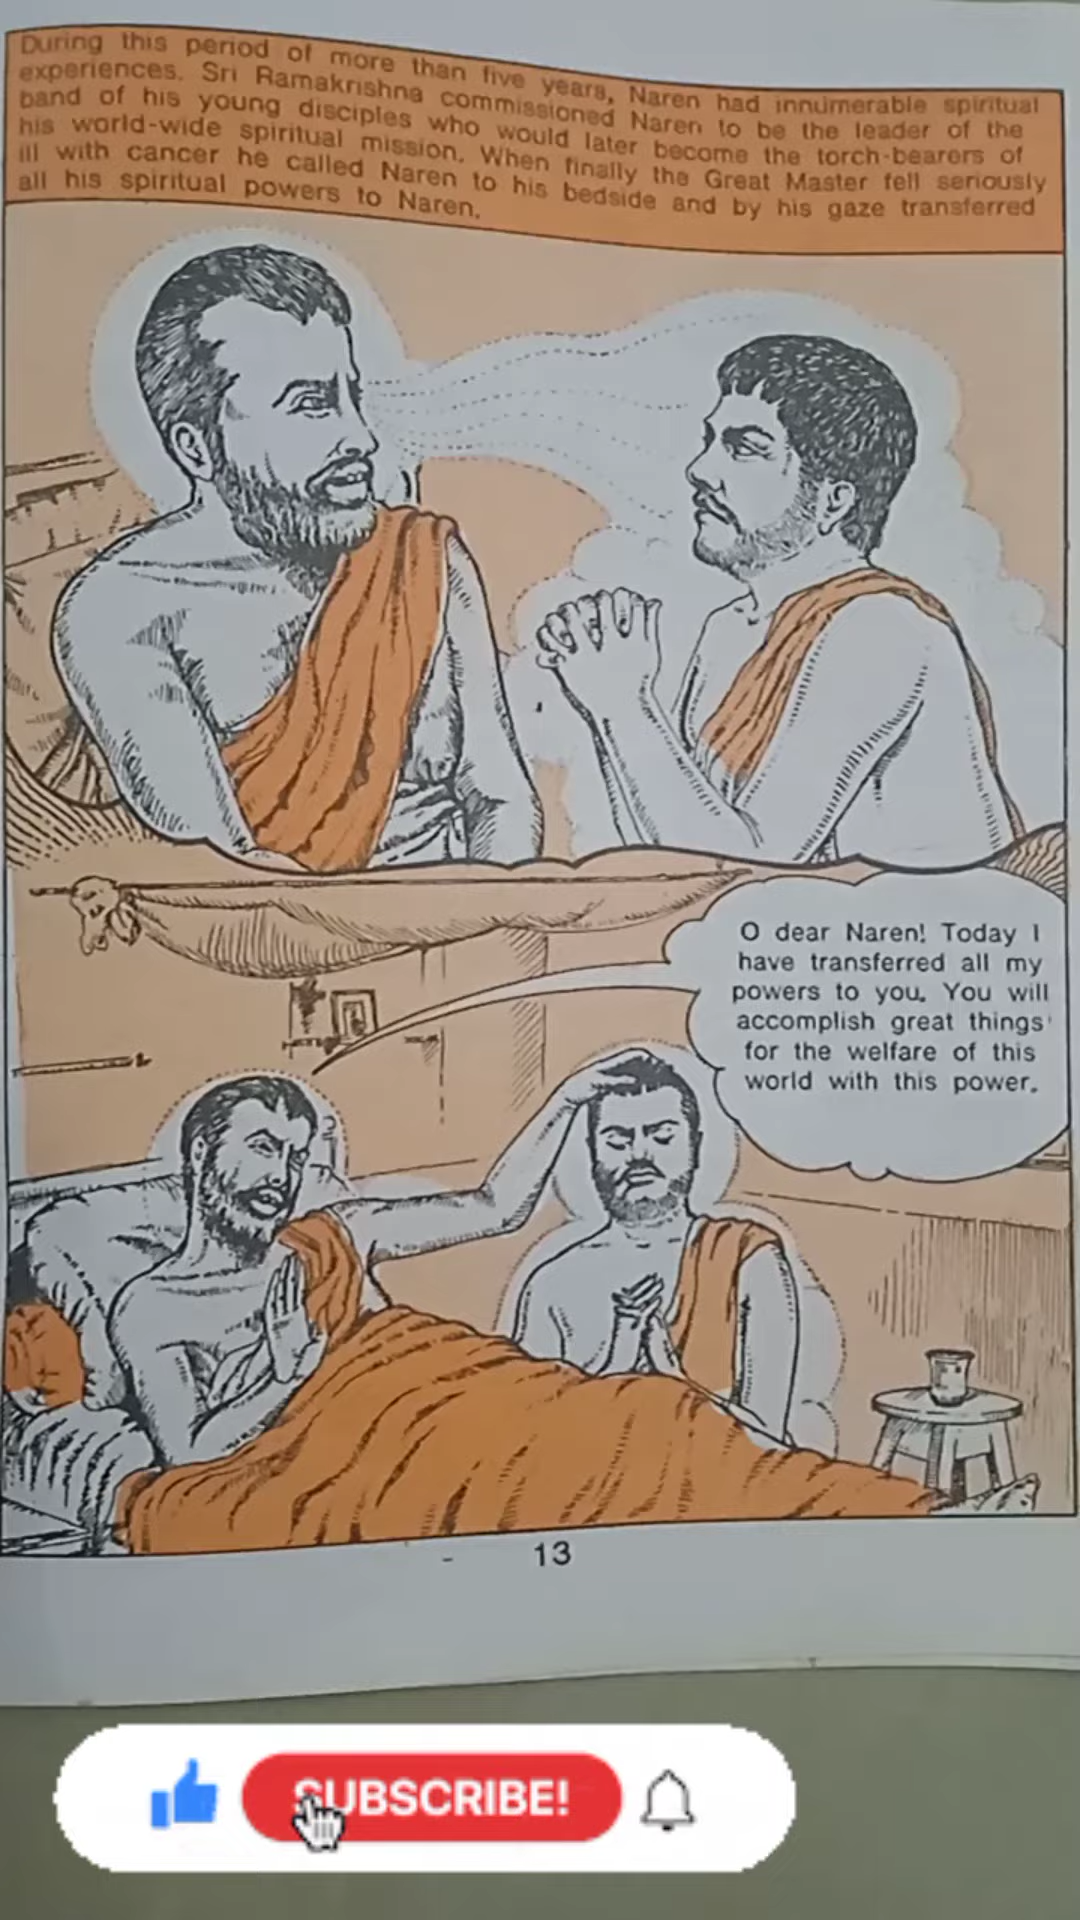 During this period of more than five years, Naren had innumerable spiritual
experiences. Sri Ramakrishna commissioned Naren to be the leader of the
band of his young disciples who would later become the torch-bearers of
his world-wide spiritual mission. When finally the Great Master fell seriously
ill with cancer he called Naren to his bedside and by his gaze transferred
all his spiritual powers to Naren.
O dear Naren! Today I
have transferred all my
powers to you. You will
accomplish great things
for the welfare of this
world with this power.
13
SUBSCRIBE!